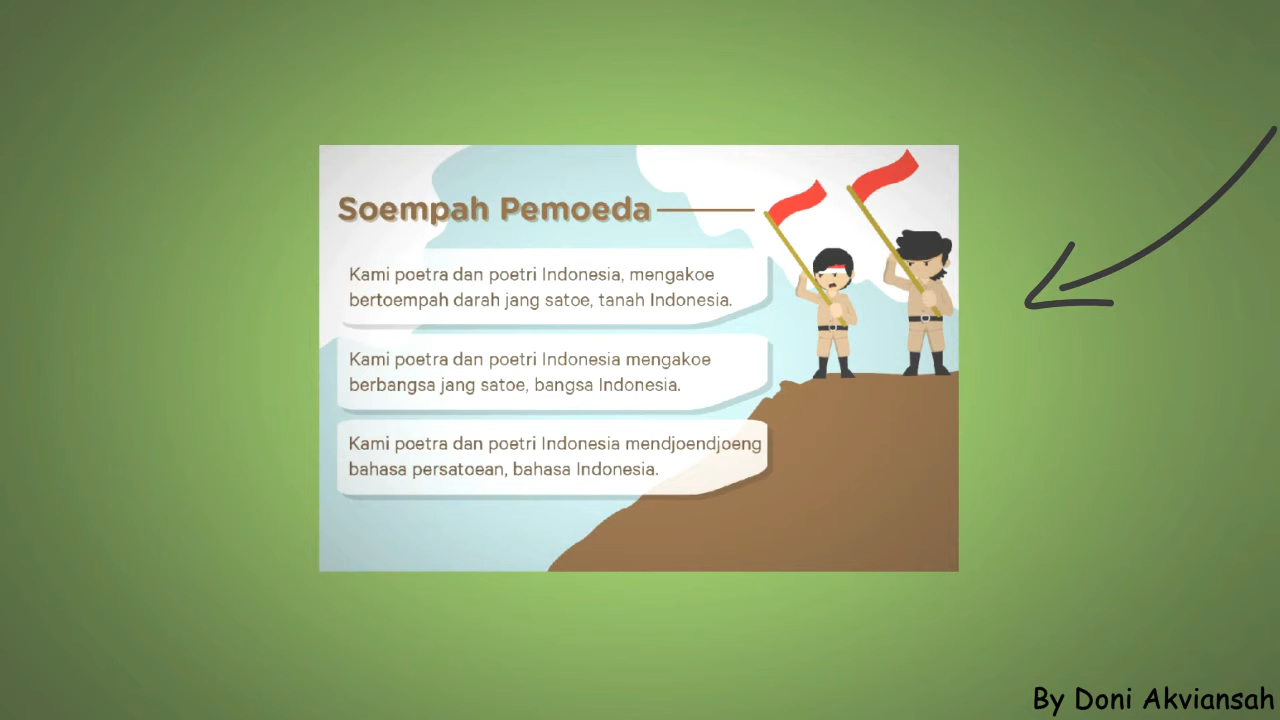 Soempah Pemoeda
Kami poetra dan poetri Indonesia, mengakoe
bertoempah darah jang satoe, tanah Indonesia.
Kami poetra dan poetri Indonesia mengakoe
berbangsa jang satoe, bangsa Indonesia.
Kami poetra dan poetri Indonesia mendjoendjoeng
bahasa persatoean, bahasa Indonesia.
By Doni Akviansah